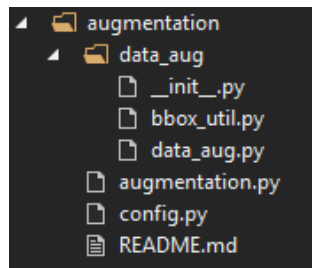 augmentation
data_aug
__init__.py
bbox_util.py
data_aug.py
augmentation.py
config.py
README.md